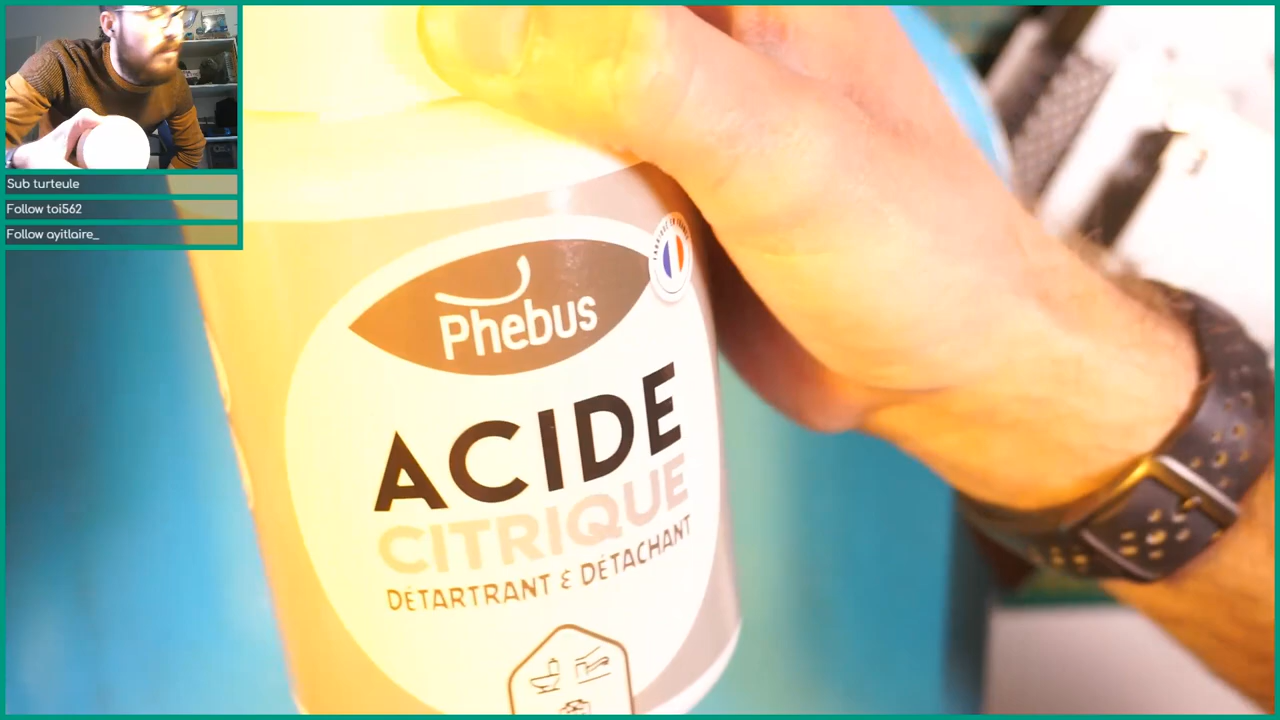 Sub turteule
Follow toi562
Follow ayitlaire_
Phebus
ACIDE
CITRIQUE
DÉTARTRANT & DÉTACHANT